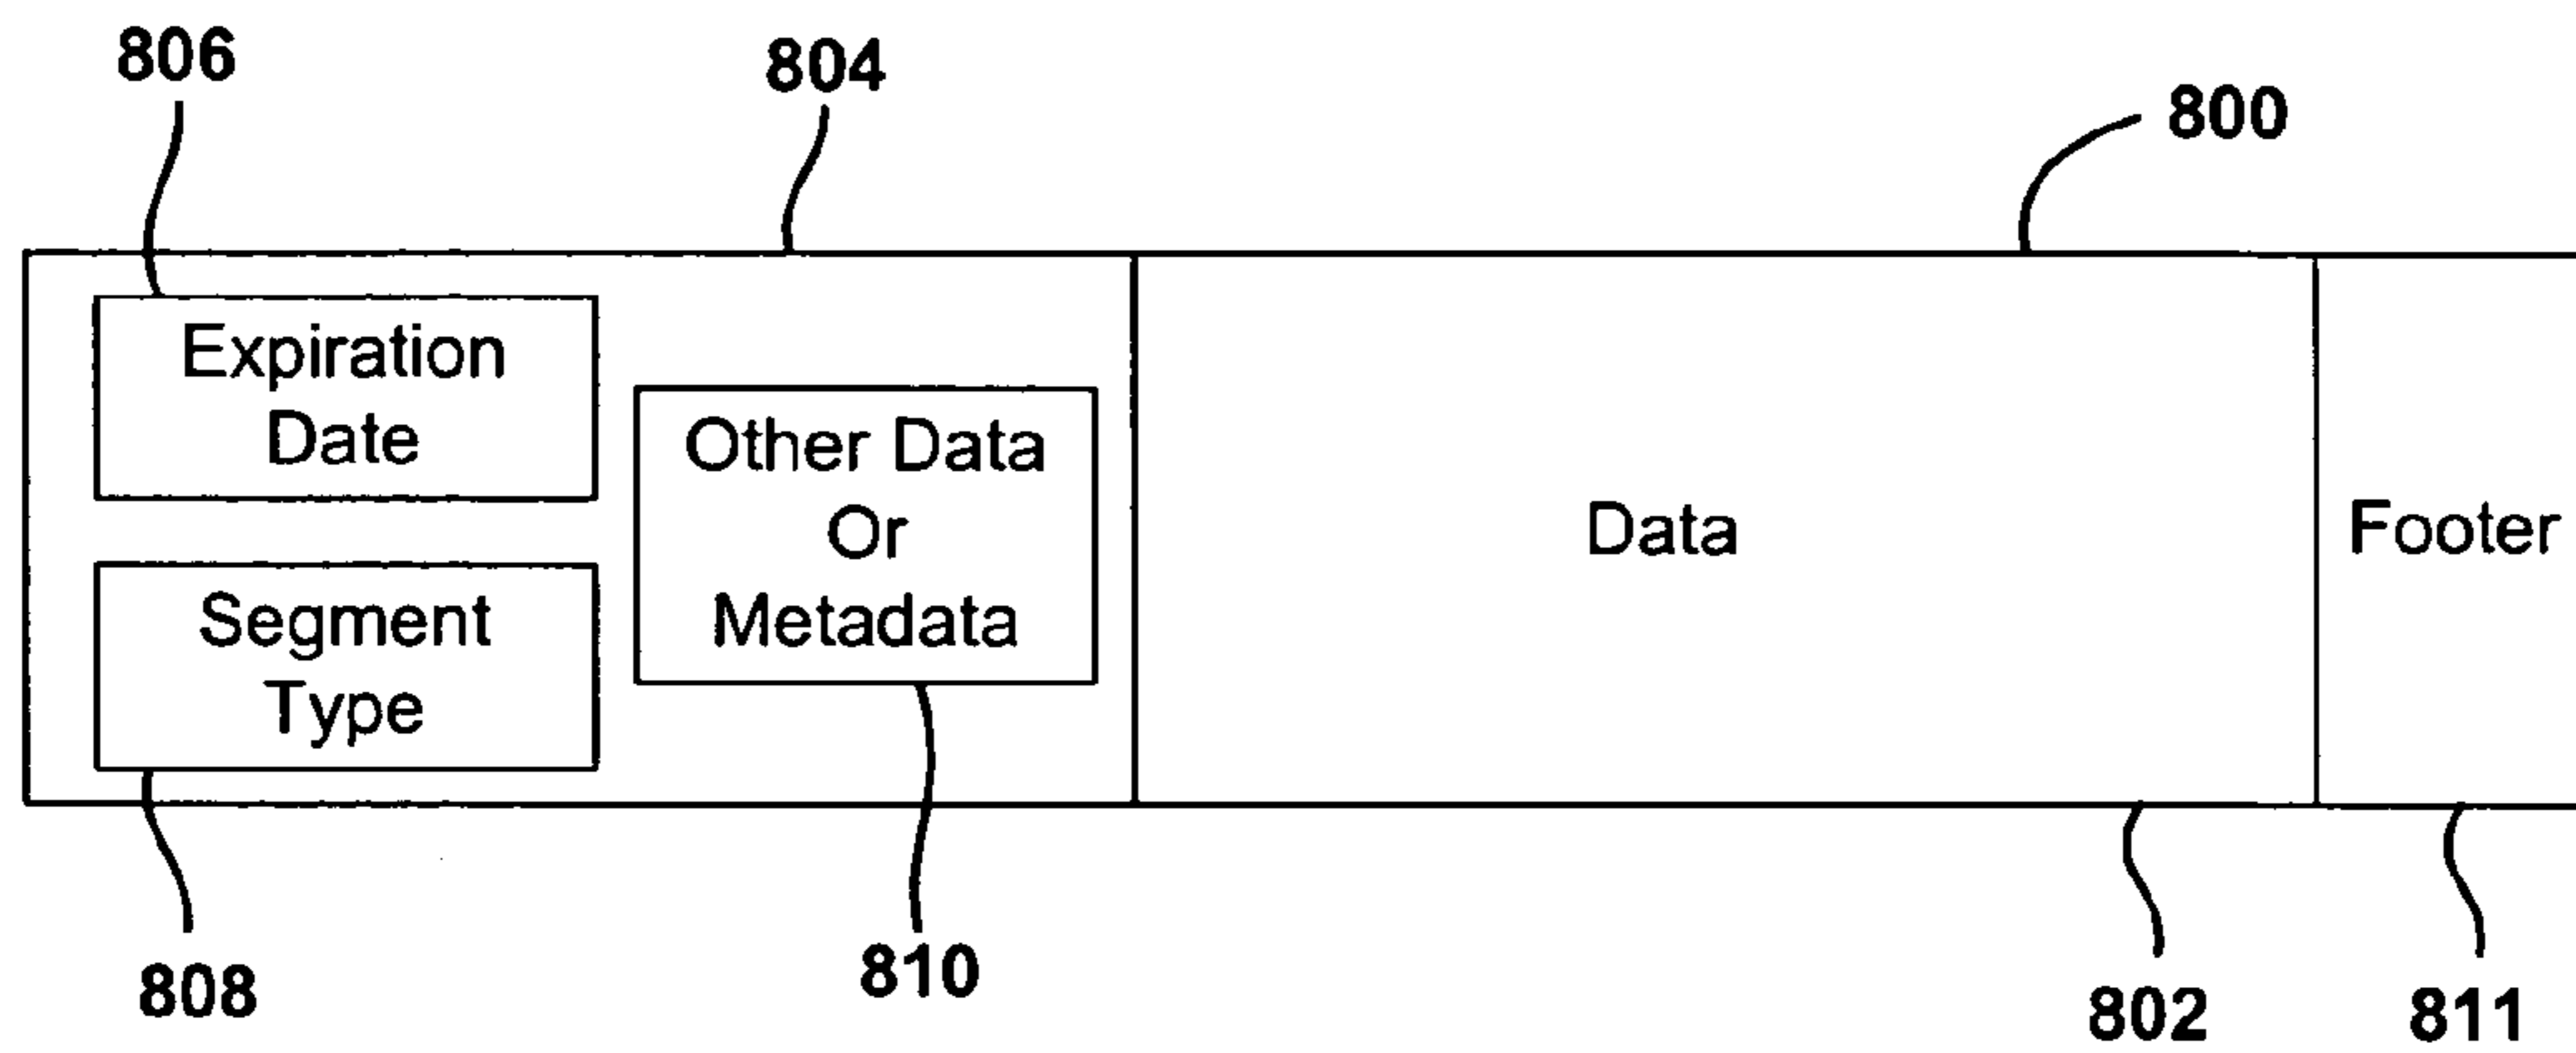 806
804
800
Expiration
Date
Other Data
Or
Metadata
Segment
Type
Data
Footer
808
810
802
811